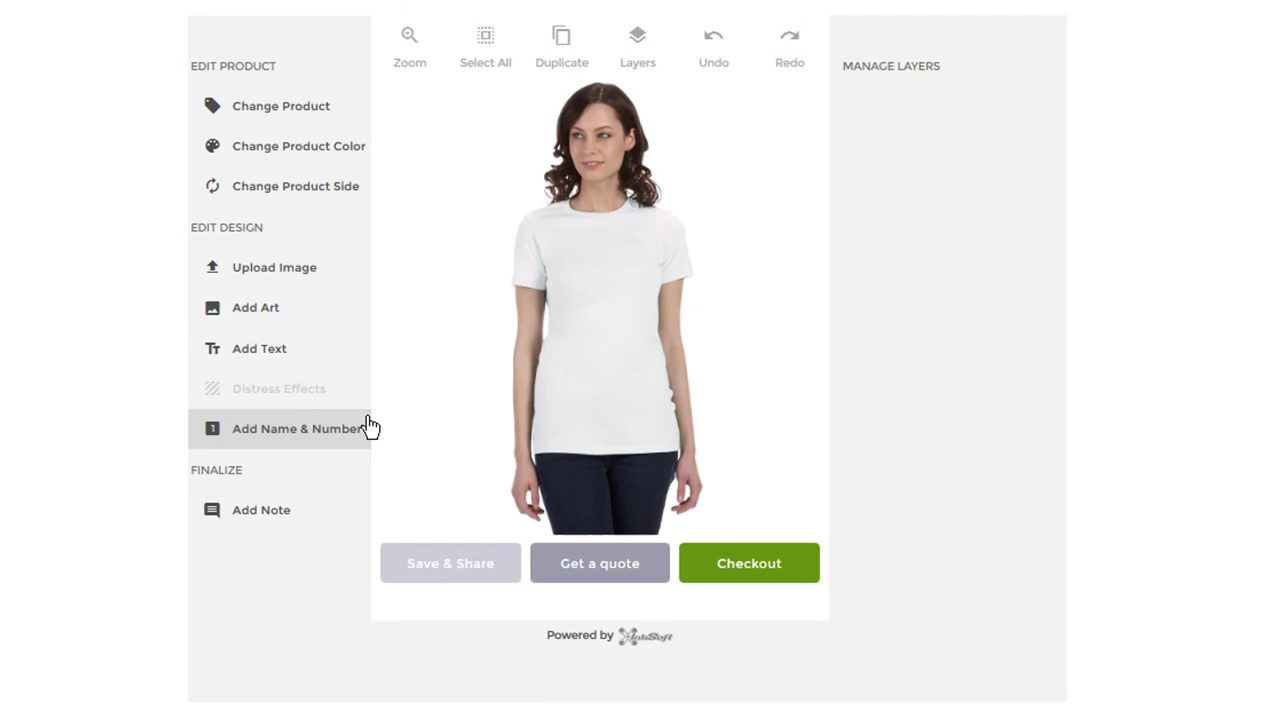 EDIT PRODUCT
Change Product
Change Product Color
Change Product Side
EDIT DESIGN
Upload Image
Add Art
Add Text
Distress Effects
1 Add Name & Number
FINALIZE
Add Note
Zoom
Select All
Duplicate
Layers
Undo
Redo
Save & Share
Get a quote
Checkout
Powered by InkSoft
MANAGE LAYERS